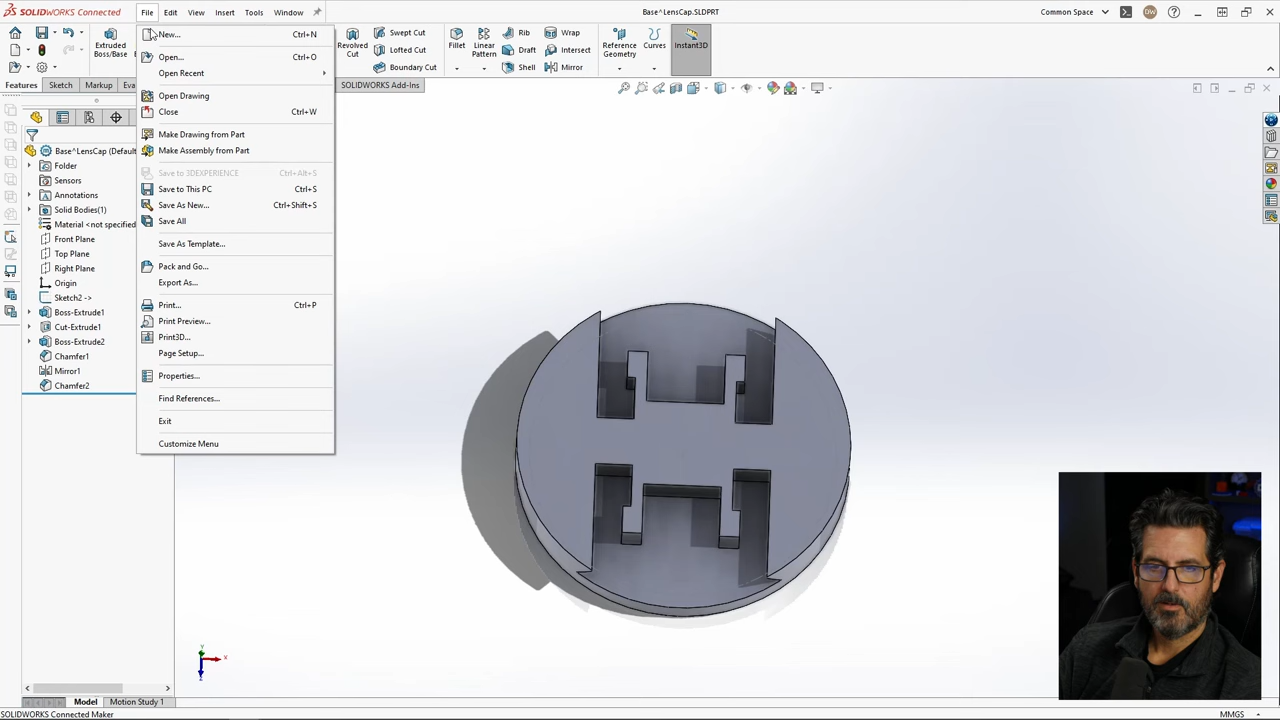 SOLIDWORKS CONNECTED
File Edit View Insert Tools Window
Base^LensCap.SLDPRT
Common Space
DW
Extruded Boss/Base
Revolved Cut
Swept Cut
Lofted Cut
Boundary Cut
Fillet
Linear Pattern
Rib
Draft
Shell
Wrap
Intersect
Mirror
Reference Geometry
Curves
Instant3D
Features Sketch Markup Eva
SOLIDWORKS Add-Ins
New... Ctrl+N
Open... Ctrl+O
Open Recent
Open Drawing
Close Ctrl+W
Make Drawing from Part
Make Assembly from Part
Save to 3DEXPERIENCE Ctrl+Alt+S
Save to This PC Ctrl+S
Save As New... Ctrl+Shift+S
Save All
Save As Template...
Pack and Go...
Export As...
Print... Ctrl+P
Print Preview...
Print3D...
Page Setup...
Properties...
Find References...
Exit
Customize Menu
Base^LensCap (Default
Folder
Sensors
Annotations
Solid Bodies(1)
Material <not specified
Front Plane
Top Plane
Right Plane
Origin
Sketch2 ->
Boss-Extrude1
Cut-Extrude1
Boss-Extrude2
Chamfer1
Mirror1
Chamfer2
Model Motion Study 1
SOLIDWORKS Connected Maker
MMGS